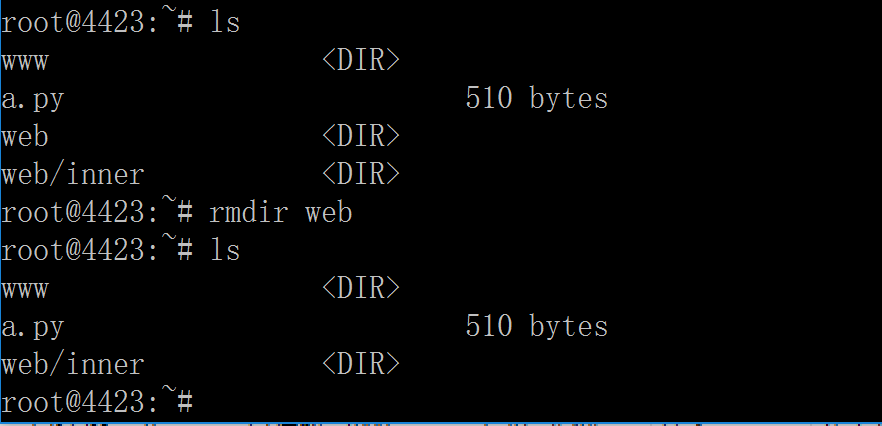 root@4423:~# ls
www <DIR>
a.py 510 bytes
web <DIR>
web/inner <DIR>
root@4423:~# rmdir web
root@4423:~# ls
www <DIR>
a.py 510 bytes
web/inner <DIR>
root@4423:~#